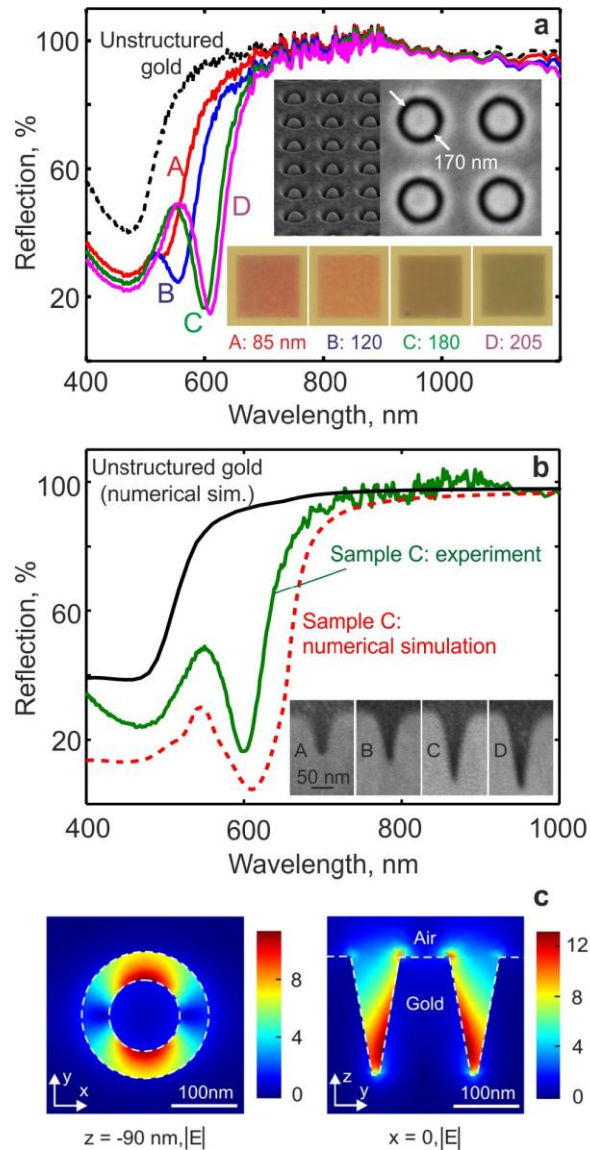 a
100
Unstructured
gold
A
170 nm
60
D
Reflection, %
B
20
C
A: 85 nm
B: 120
C: 180
D: 205
400
600
800
1000
Wavelength, nm
b
Unstructured gold
(numerical sim.)
100
Sample C: experiment
60
Sample C:
numerical simulation
Reflection, %
20
A
B
C
D
50 nm
400
600
800
1000
Wavelength, nm
c
8
4
0
y
x
100nm
z = -90 nm,|E|
Air
Gold
12
8
4
0
z
y
100nm
x = 0,|E|